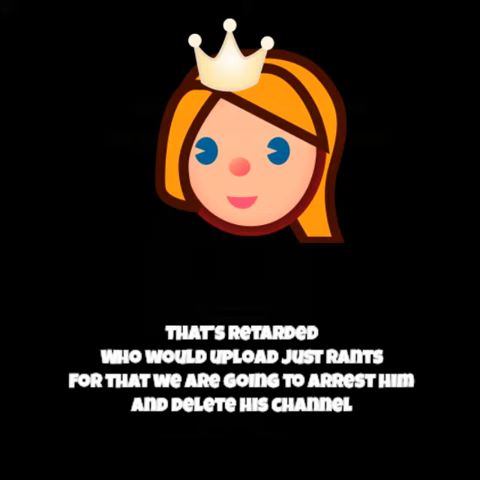 That's Retarded
Who would upload just rants
For that we are going to arrest him
and delete his channel